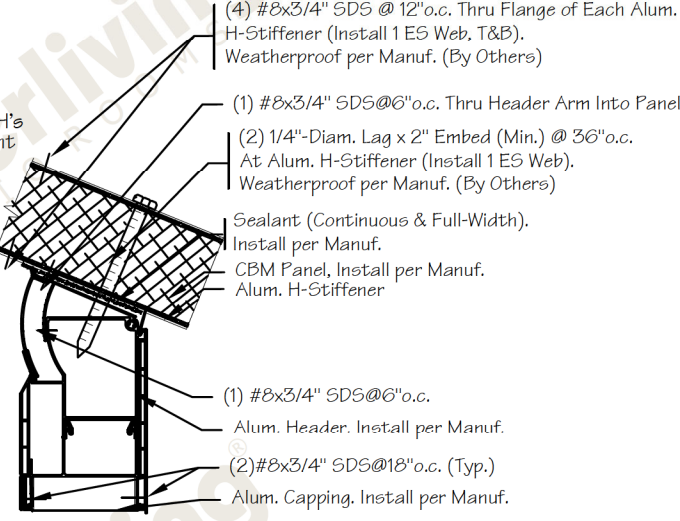 (4) #8x3/4" SDS @ 12"o.c. Thru Flange of Each Alum.
H-Stiffener (Install 1 ES Web, T&B).
Weatherproof per Manuf. (By Others)
(1) #8x3/4" SDS@6"o.c. Thru Header Arm Into Panel
H's
(2) 1/4"-Diam. Lag x 2" Embed (Min.) @ 36"o.c.
At Alum. H-Stiffener (Install 1 ES Web).
Weatherproof per Manuf. (By Others)
Sealant (Continuous & Full-Width).
Install per Manuf.
CBM Panel, Install per Manuf.
Alum. H-Stiffener
(1) #8x3/4" SDS@6"o.c.
Alum. Header. Install per Manuf.
(2)#8x3/4" SDS@18"o.c. (Typ.)
Alum. Capping. Install per Manuf.